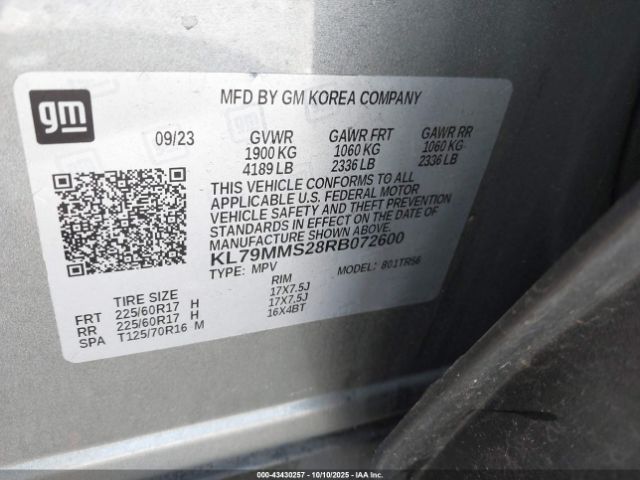 gm
MFD BY GM KOREA COMPANY
09/23 GVWR GAWR FRT GAWR RR
1900 KG 1060 KG 1060 KG
4189 LB 2336 LB 2336 LB
THIS VEHICLE CONFORMS TO ALL
APPLICABLE U.S. FEDERAL MOTOR
VEHICLE SAFETY AND THEFT PREVENTION
STANDARDS IN EFFECT ON THE DATE OF
MANUFACTURE SHOWN ABOVE.
KL79MMS28RB072600
TYPE: MPV MODEL: 801TR56
TIRE SIZE RIM
FRT 225/60R17 H 17X7.5J
RR 225/60R17 H 17X7.5J
SPA T125/70R16 M 16X4BT
000-43430257 - 10/10/2025 - IAA Inc.